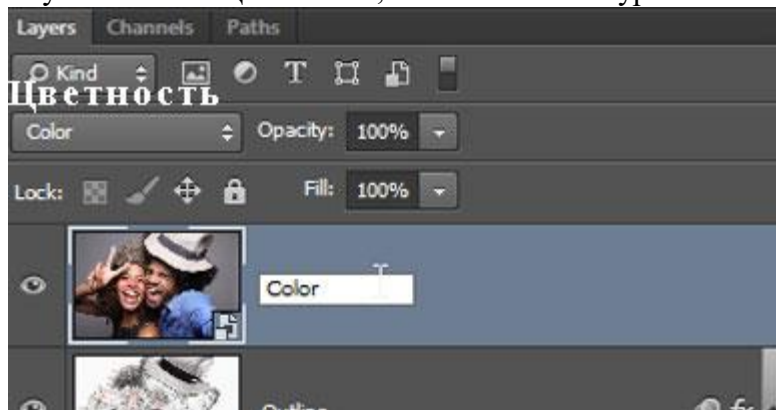 Layers Channels Paths
Kind T
Цветность
Color Opacity: 100%
Lock: Fill: 100%
Color